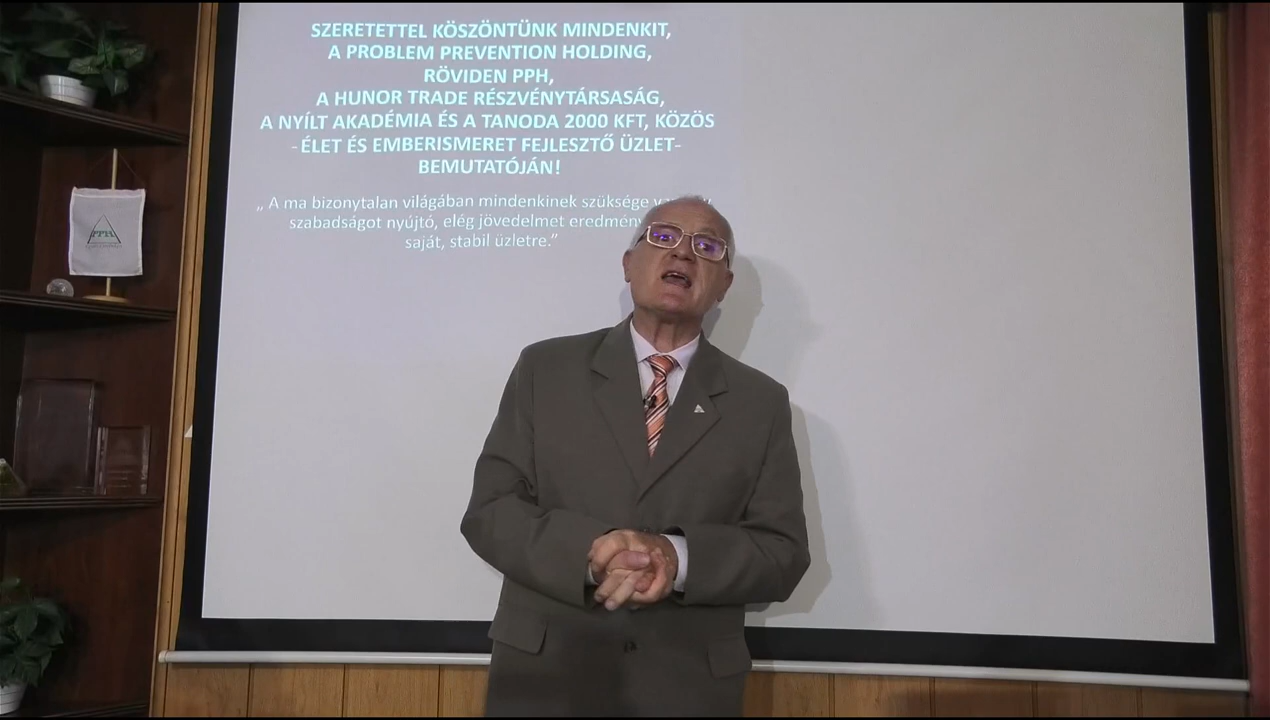 SZERETETTEL KÖSZÖNTÜNK MINDENKIT,
A PROBLEM PREVENTION HOLDING,
RÖVIDEN PPH,
A HUNOR TRADE RÉSZVÉNYTÁRSASÁG,
A NYÍLT AKADÉMIA ÉS A TANODA 2000 KFT, KÖZÖS
- ÉLET ÉS EMBERISMERET FEJLESZTŐ ÜZLET-
BEMUTATÓJÁN!
„ A ma bizonytalan világában mindenkinek szüksége
szabadságot nyújtó, elég jövedelmet
saját, stabil üzletre.”
PPH